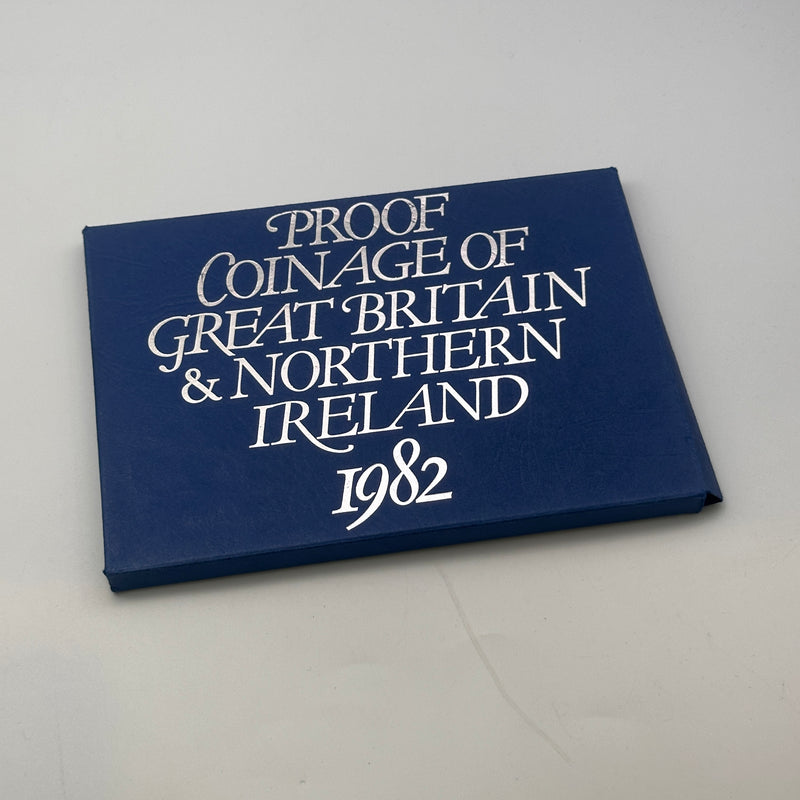 PROOF
COINAGE OF
GREAT BRITAIN
& NORTHERN
IRELAND
1982